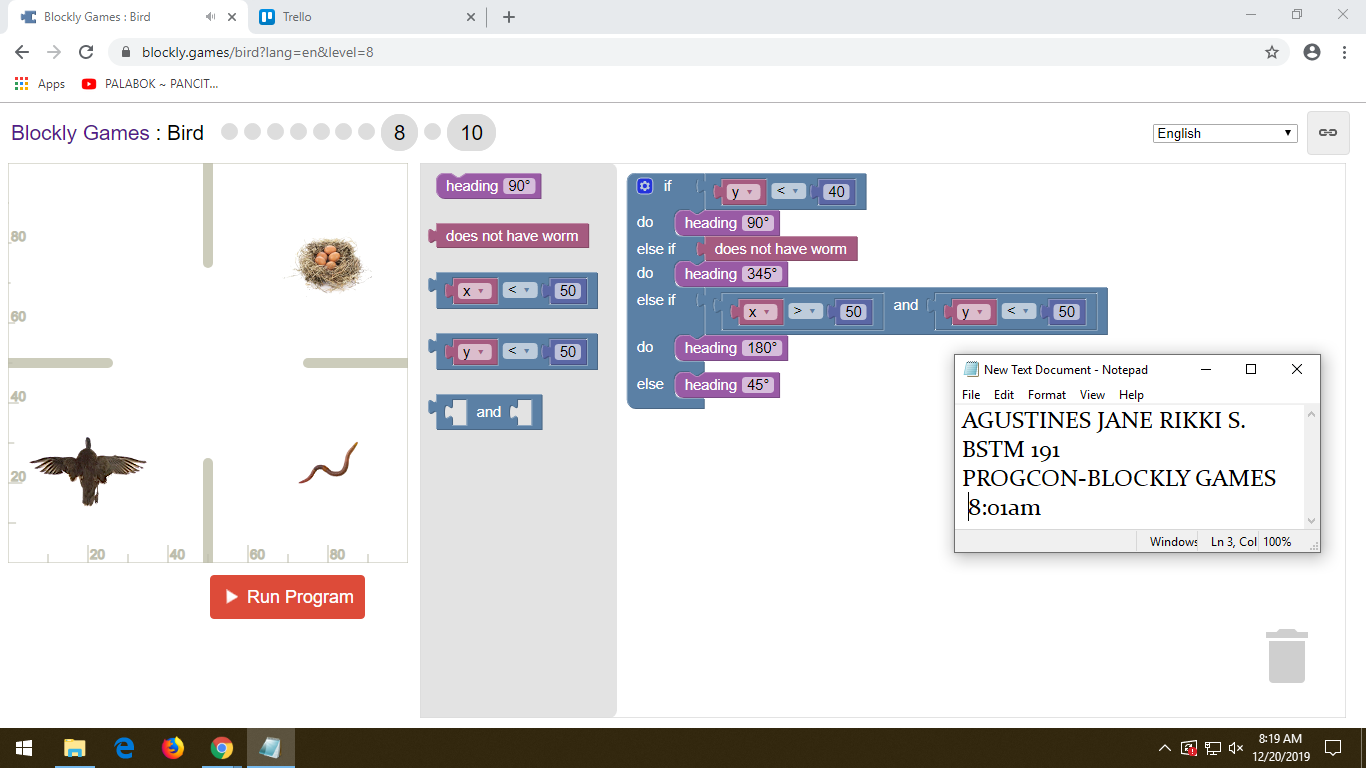 Blockly Games : Bird
Trello
blockly.games/bird?lang=en&level=8
Apps
PALABOK ~ PANCIT...
Blockly Games : Bird
8
10
English
80
60
40
20
20
40
60
80
Run Program
heading 90°
does not have worm
x < 50
y < 50
and
if y < 40
do heading 90°
else if does not have worm
do heading 345°
else if x > 50 and y < 50
do heading 180°
else heading 45°
New Text Document - Notepad
File Edit Format View Help
AGUSTINES JANE RIKKI S.
BSTM 191
PROGCON-BLOCKLY GAMES
8:01am
Windows Ln 3, Col 100%
8:19 AM
12/20/2019